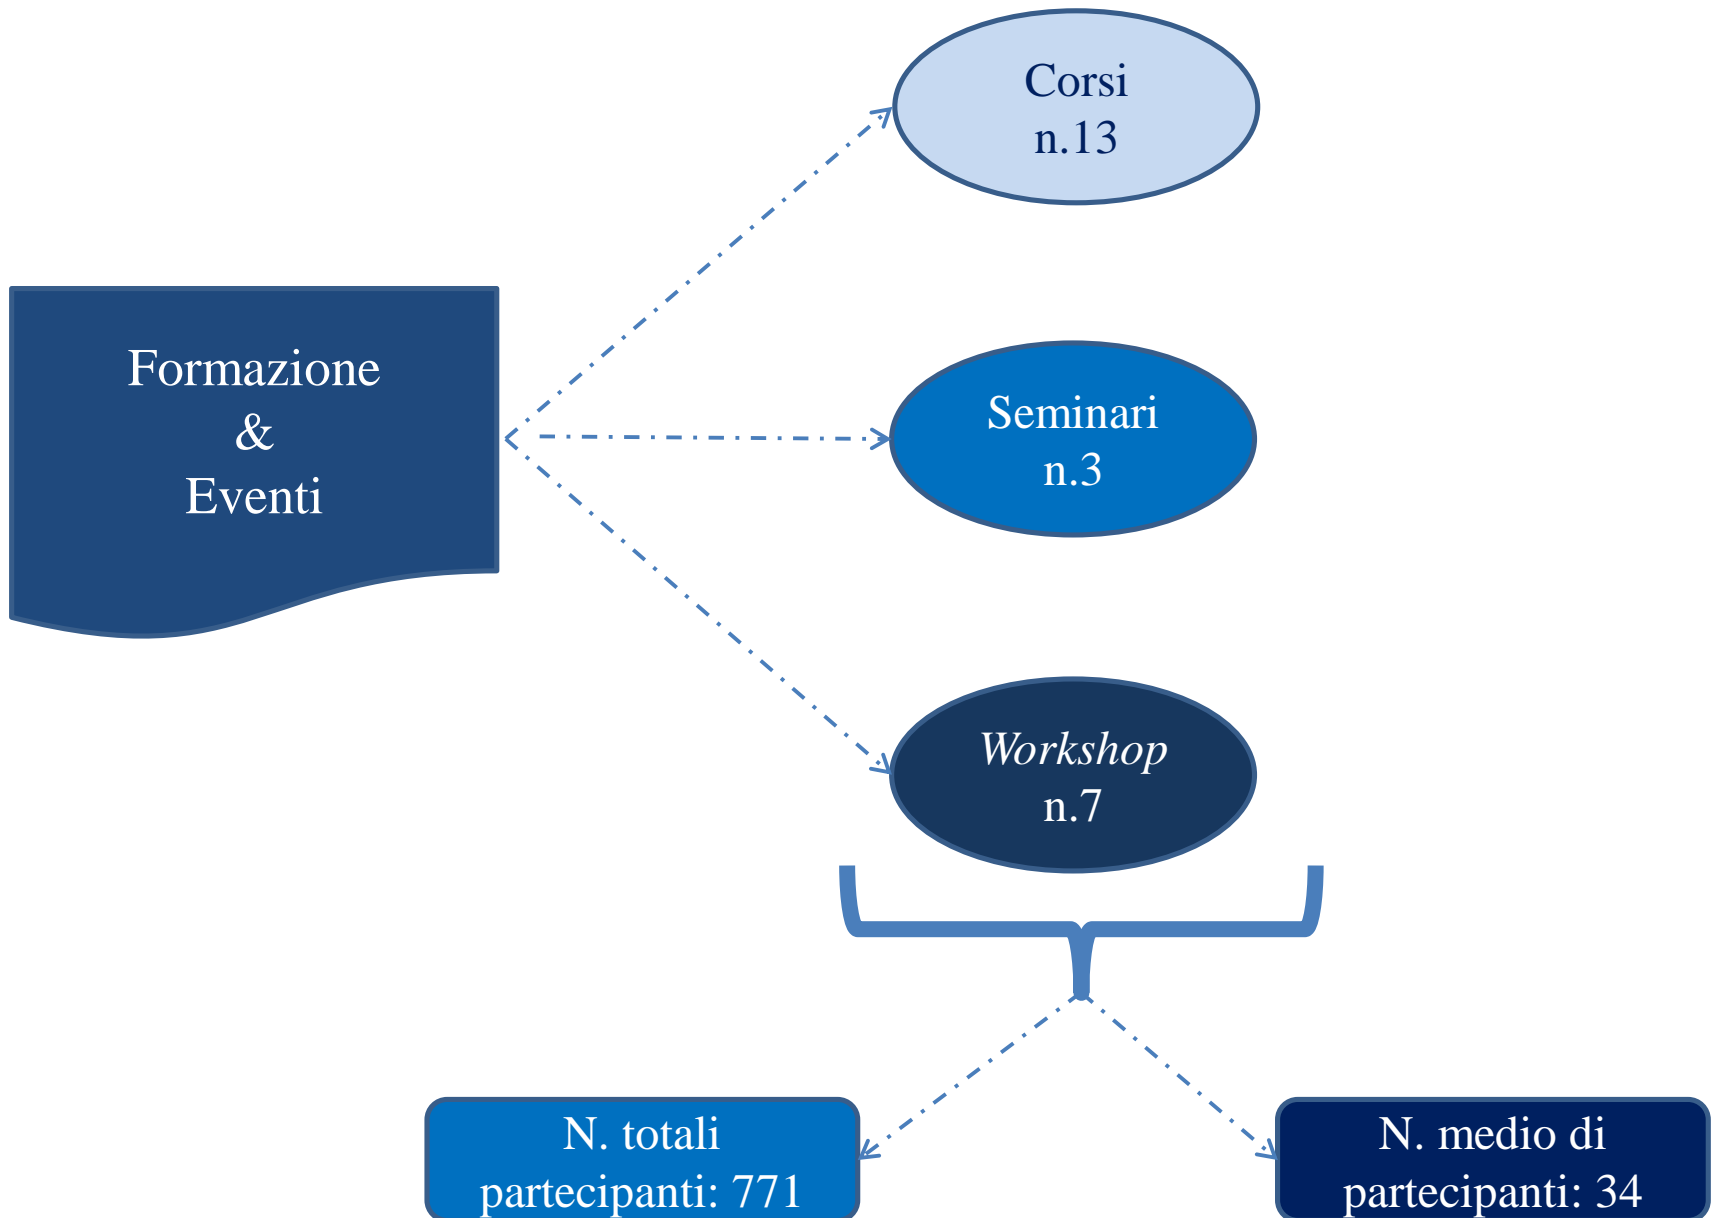 Corsi
n.13
Formazione
&
Eventi
Seminari
n.3
Workshop
n.7
N. totali
partecipanti: 771
N. medio di
partecipanti: 34